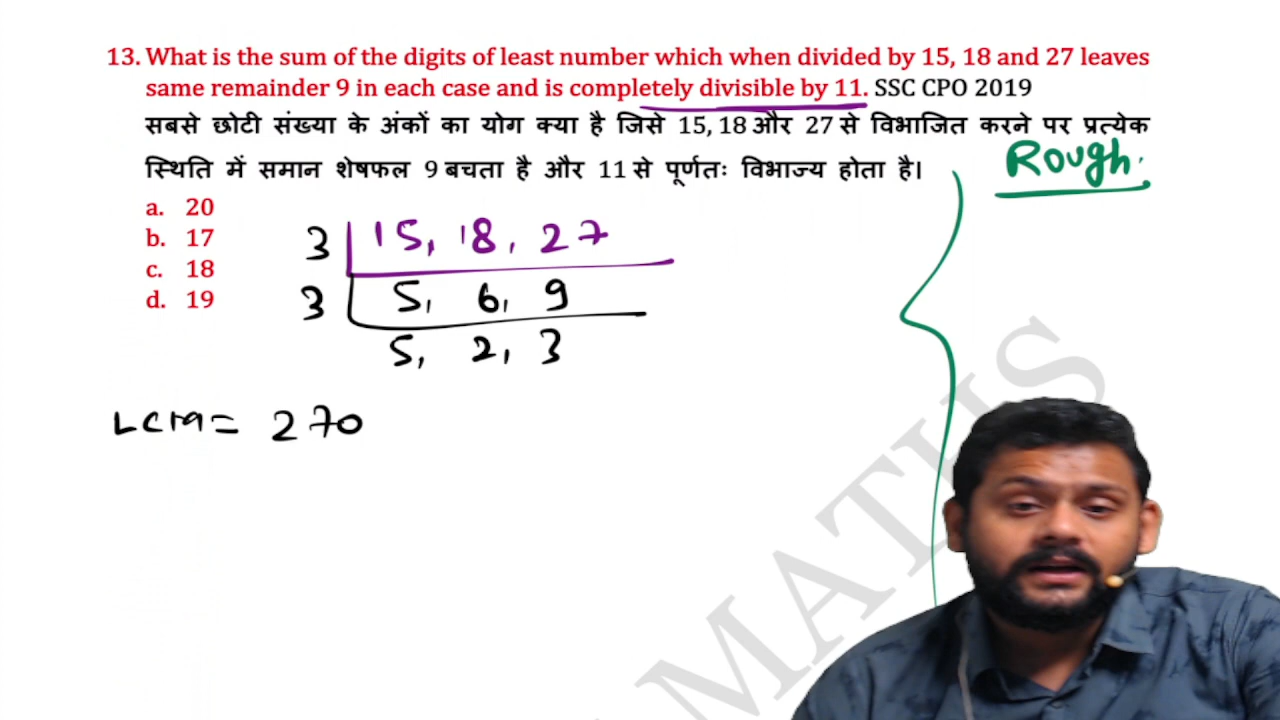 13. What is the sum of the digits of least number which when divided by 15, 18 and 27 leaves
same remainder 9 in each case and is completely divisible by 11. SSC CPO 2019
सबसे छोटी संख्या के अंकों का योग क्या है जिसे 15, 18 और 27 से विभाजित करने पर प्रत्येक
स्थिति में समान शेषफल 9 बचता है और 11 से पूर्णतः विभाज्य होता है।
Rough.
a. 20
b. 17
c. 18
d. 19
3 15, 18, 27
3 5, 6, 9
5, 2, 3
LCM = 270
MATHS